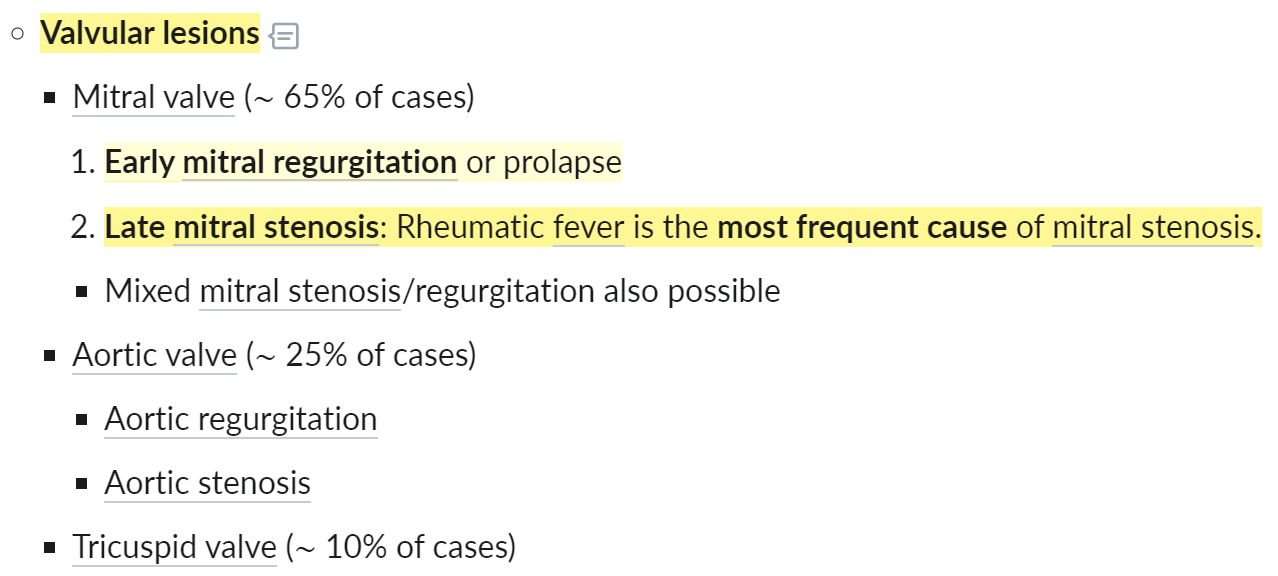 Valvular lesions
Mitral valve (~ 65% of cases)
1. Early mitral regurgitation or prolapse
2. Late mitral stenosis: Rheumatic fever is the most frequent cause of mitral stenosis.
Mixed mitral stenosis/regurgitation also possible
Aortic valve (~ 25% of cases)
Aortic regurgitation
Aortic stenosis
Tricuspid valve (~ 10% of cases)